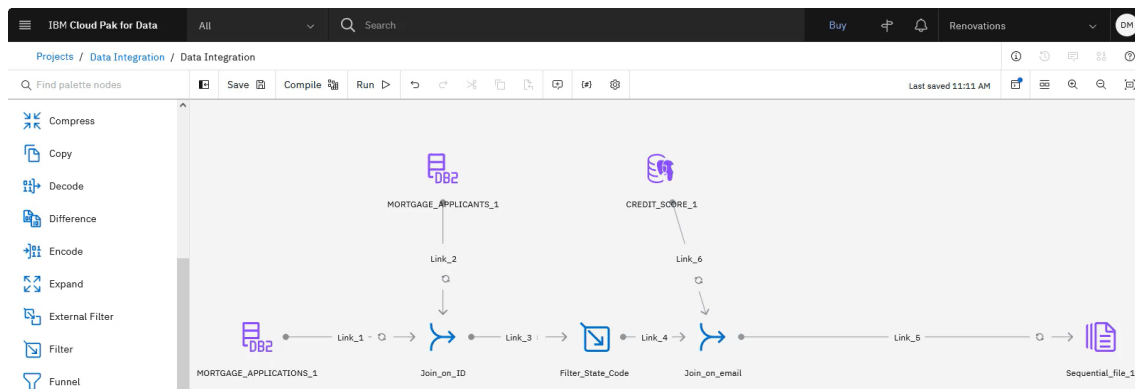 IBM Cloud Pak for Data All Search Buy Renovations DM
Projects / Data Integration / Data Integration
Find palette nodes Save Compile Run Last saved 11:11 AM
Compress
Copy
Decode
Difference
Encode
Expand
External Filter
Filter
Funnel
DB2
MORTGAGE_APPLICANTS_1 CREDIT_SCORE_1
Link_2 Link_6
DB2 Link_1 Link_3 Link_4 Link_5
MORTGAGE_APPLICATIONS_1 Join_on_ID Filter_State_Code Join_on_email Sequential_file_1